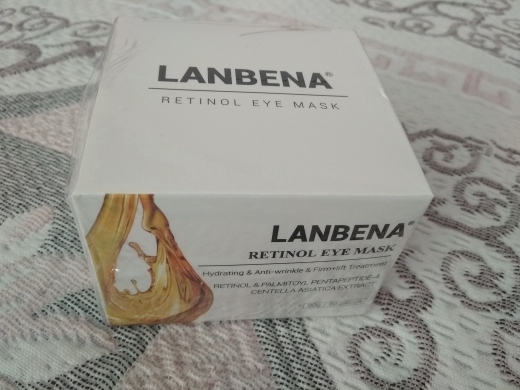 LANBENA®
RETINOL EYE MASK
LANBENA®
RETINOL EYE MASK
Hydrating & Anti-wrinkle & Firm+lift Treatment
RETINOL & PALMITOYL PENTAPEPTIDE-4
CENTELLA ASIATICA EXTRACT